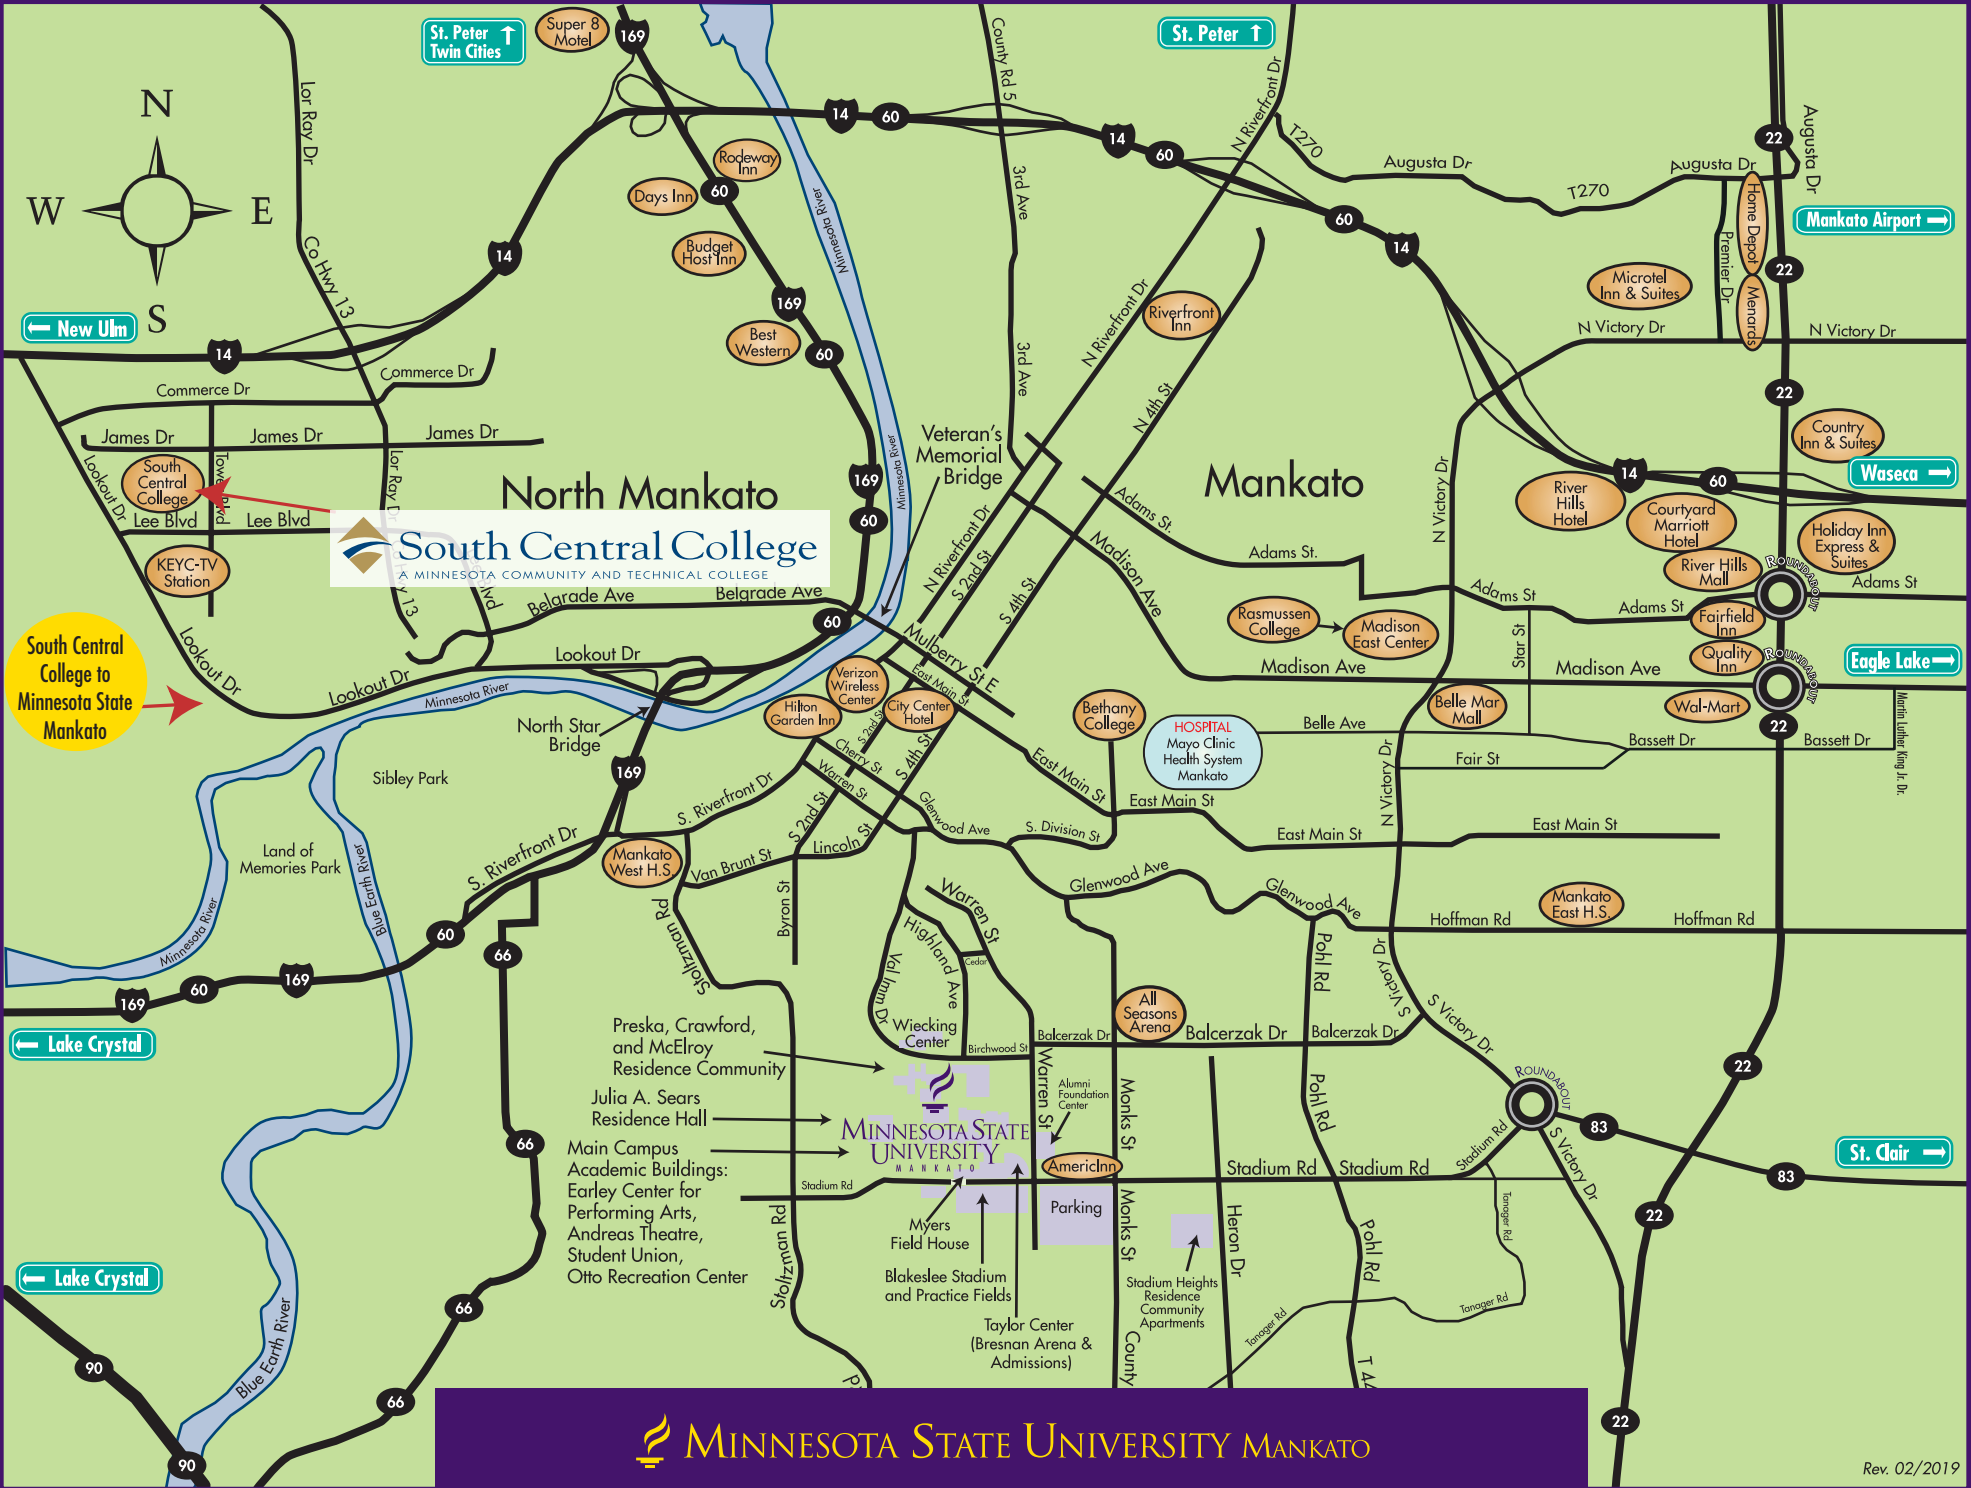 St. Peter ↑
Twin Cities
Super 8
Motel
169
County Rd 5
St. Peter ↑
N Riverfront Dr
N
W
E
S
Lor Ray Dr
14
60
14
60
T270
Augusta Dr
Augusta Dr
22
Augusta Dr
T270
Rodeway
Inn
Days Inn
60
Minnesota River
3rd Ave
60
14
Mankato Airport →
Home Depot
Premier Dr
22
Budget
Host Inn
14
Co Hwy 13
Minnesota River
169
Microtel
Inn & Suites
Menards
← New Ulm
14
Best
Western
60
N Riverfront Dr
Riverfront
Inn
N Victory Dr
N Victory Dr
3rd Ave
Commerce Dr
Commerce Dr
N 4th St
22
James Dr
James Dr
James Dr
Veteran's
Memorial
Bridge
Country
Inn & Suites
Waseca →
Lookout Dr
South
Central
College
Lor Ray Dr
North Mankato
169
Minnesota River
Mankato
N Victory Dr
14
60
River
Hills
Hotel
Courtyard
Marriott
Hotel
Lee Blvd
Lee Blvd
60
N Riverfront Dr
Adams St.
Madison Ave
Adams St.
Holiday Inn
Express &
Suites
South Central College
A MINNESOTA COMMUNITY AND TECHNICAL COLLEGE
KEYC-TV
Station
River Hills
Mall
ROUNDABOUT
Adams St
Belgrade Ave
Belgrade Ave
S 2nd St
S 4th St
Adams St
Adams St
60
Mulberry St E
Rasmussen
College
Madison
East Center
Star St
Fairfield
Inn
South Central
College to
Minnesota State
Mankato
Lookout Dr
Lookout Dr
Lookout Dr
Quality
Inn
ROUNDABOUT
Eagle Lake→
Madison Ave
Madison Ave
Minnesota River
Verizon
Wireless
Center
East Main St
Hilton
Garden Inn
City Center
Hotel
S 2nd St
Bethany
College
Belle Mar
Mall
Wal-Mart
22
Martin Luther King Jr. Dr.
North Star
Bridge
HOSPITAL
Mayo Clinic
Health System
Mankato
Belle Ave
Bassett Dr
Bassett Dr
Fair St
Sibley Park
169
Cherry St
Warren St
S 4th St
East Main St
N Victory Dr
S. Riverfront Dr
S 2nd St
Glenwood Ave
S. Division St
East Main St
East Main St
East Main St
Land of
Memories Park
Blue Earth River
S. Riverfront Dr
Mankato
West H.S.
Van Brunt St
Lincoln St
Glenwood Ave
Glenwood Ave
Mankato
East H.S.
Hoffman Rd
Hoffman Rd
Minnesota River
60
66
Stoltzman Rd
Byron St
Warren St
Highland Ave
Cedar
Val Imm Dr
Pohl Rd
S Victory Dr
169
60
169
← Lake Crystal
All
Seasons
Arena
S Victory Dr
Preska, Crawford,
and McElroy
Residence Community
Wiecking
Center
Birchwood St
Balcerzak Dr
Balcerzak Dr
Balcerzak Dr
22
Julia A. Sears
Residence Hall
Warren St
Alumni
Foundation
Center
Monks St
Pohl Rd
ROUNDABOUT
83
MINNESOTA STATE
UNIVERSITY
MANKATO
66
Main Campus
Academic Buildings:
Earley Center for
Performing Arts,
Andreas Theatre,
Student Union,
Otto Recreation Center
AmericInn
Stadium Rd
Stadium Rd
Stadium Rd
Stadium Rd
S Victory Dr
St. Clair →
83
Stoltzman Rd
Myers
Field House
Parking
Monks St
Heron Dr
Pohl Rd
Tanager Rd
22
← Lake Crystal
Blakeslee Stadium
and Practice Fields
Stadium Heights
Residence
Community
Apartments
66
Tanager Rd
Tanager Rd
Taylor Center
(Bresnan Arena &
Admissions)
90
Blue Earth River
County
T 44
66
22
90
MINNESOTA STATE UNIVERSITY MANKATO
Rev. 02/2019